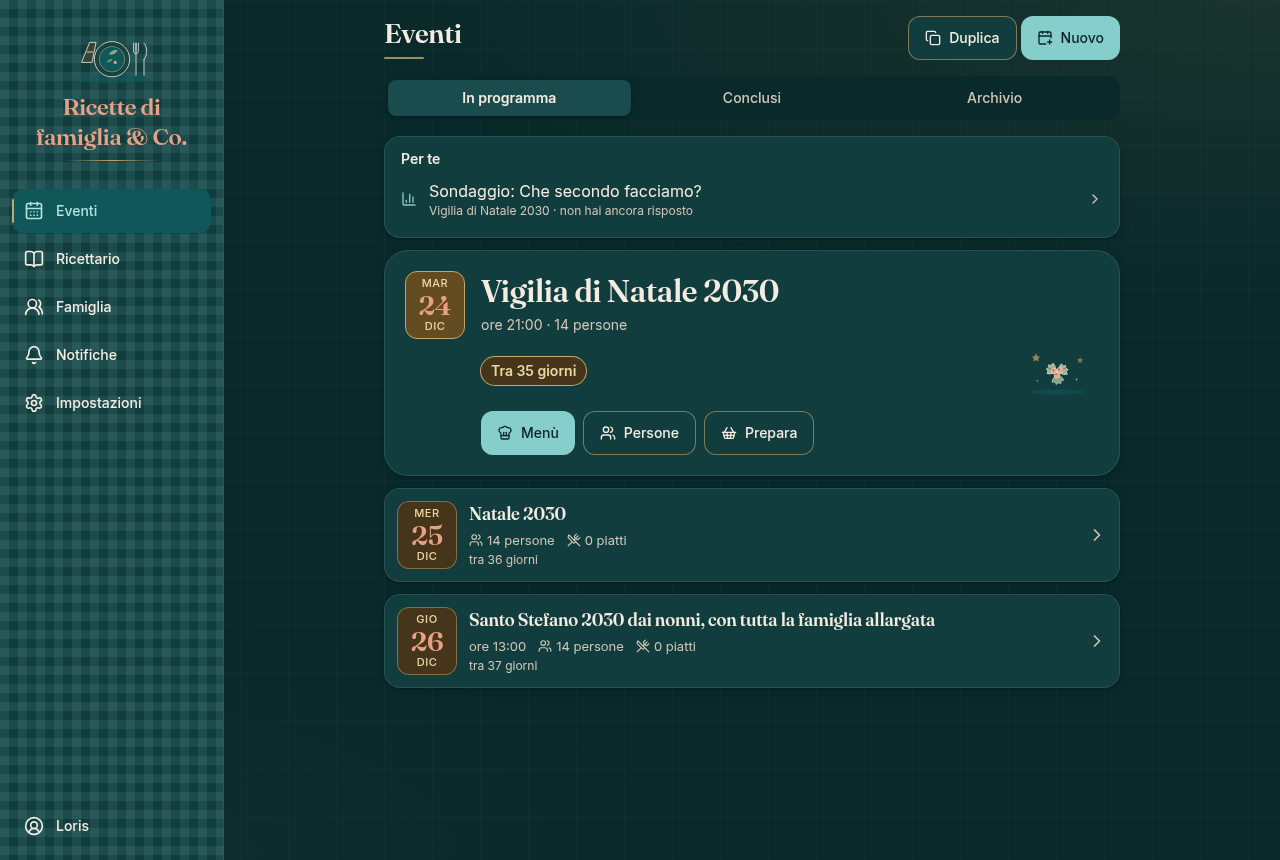 Ricette di
famiglia & Co.
Eventi
Ricettario
Famiglia
Notifiche
Impostazioni
Loris
Eventi
Duplica
Nuovo
In programma
Conclusi
Archivio
Per te
Sondaggio: Che secondo facciamo?
Vigilia di Natale 2030 · non hai ancora risposto
MAR
24
DIC
Vigilia di Natale 2030
ore 21:00 · 14 persone
Tra 35 giorni
Menù
Persone
Prepara
MER
25
DIC
Natale 2030
14 persone 0 piatti
tra 36 giorni
GIO
26
DIC
Santo Stefano 2030 dai nonni, con tutta la famiglia allargata
ore 13:00 14 persone 0 piatti
tra 37 giorni